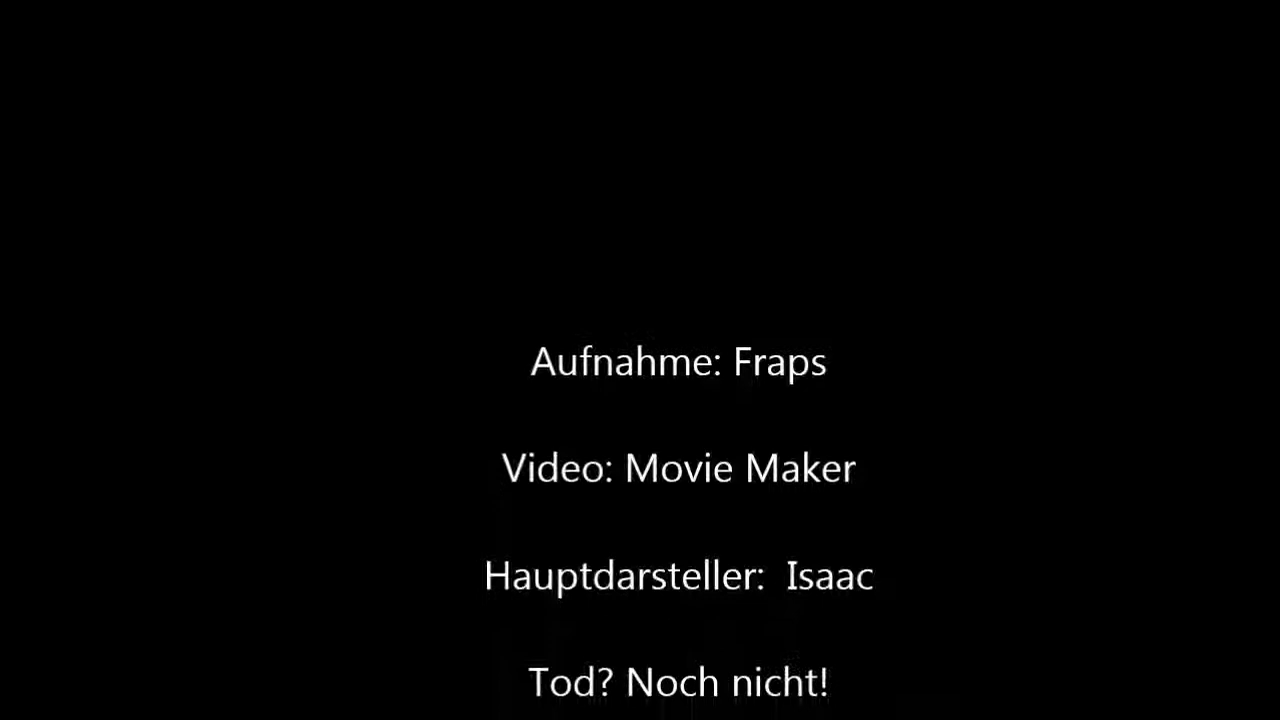 Aufnahme: Fraps
Video: Movie Maker
Hauptdarsteller:  Isaac
Tod? Noch nicht!